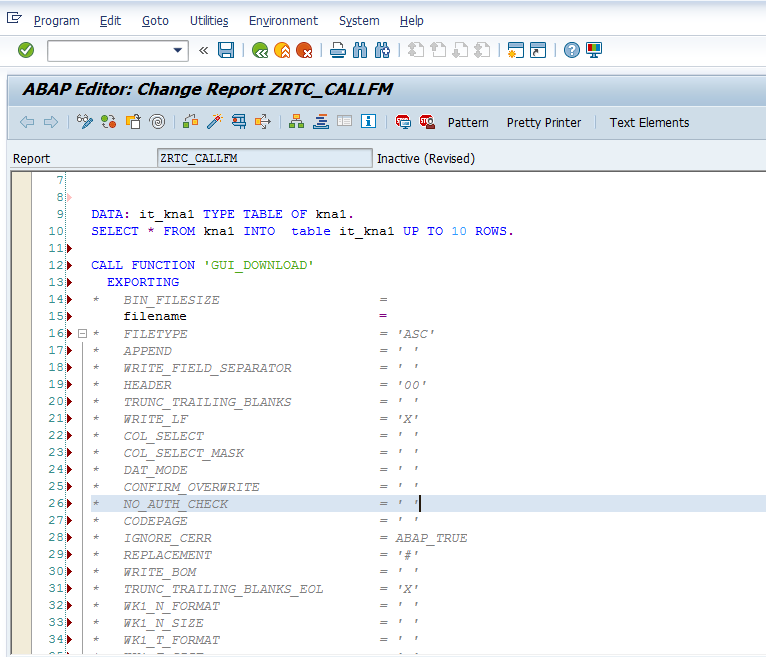 Program Edit Goto Utilities Environment System Help
ABAP Editor: Change Report ZRTC_CALLFM
Pattern Pretty Printer Text Elements
Report ZRTC_CALLFM Inactive (Revised)
7
8
9 DATA: it_kna1 TYPE TABLE OF kna1.
10 SELECT * FROM kna1 INTO  table it_kna1 UP TO 10 ROWS.
11
12 CALL FUNCTION 'GUI_DOWNLOAD'
13 EXPORTING
14 * BIN_FILESIZE =
15 filename =
16 * FILETYPE = 'ASC'
17 * APPEND = ' '
18 * WRITE_FIELD_SEPARATOR = ' '
19 * HEADER = '00'
20 * TRUNC_TRAILING_BLANKS = ' '
21 * WRITE_LF = 'X'
22 * COL_SELECT = ' '
23 * COL_SELECT_MASK = ' '
24 * DAT_MODE = ' '
25 * CONFIRM_OVERWRITE = ' '
26 * NO_AUTH_CHECK = ' '
27 * CODEPAGE = ' '
28 * IGNORE_CERR = ABAP_TRUE
29 * REPLACEMENT = '#'
30 * WRITE_BOM = ' '
31 * TRUNC_TRAILING_BLANKS_EOL = 'X'
32 * WK1_N_FORMAT = ' '
33 * WK1_N_SIZE = ' '
34 * WK1_T_FORMAT = ' '